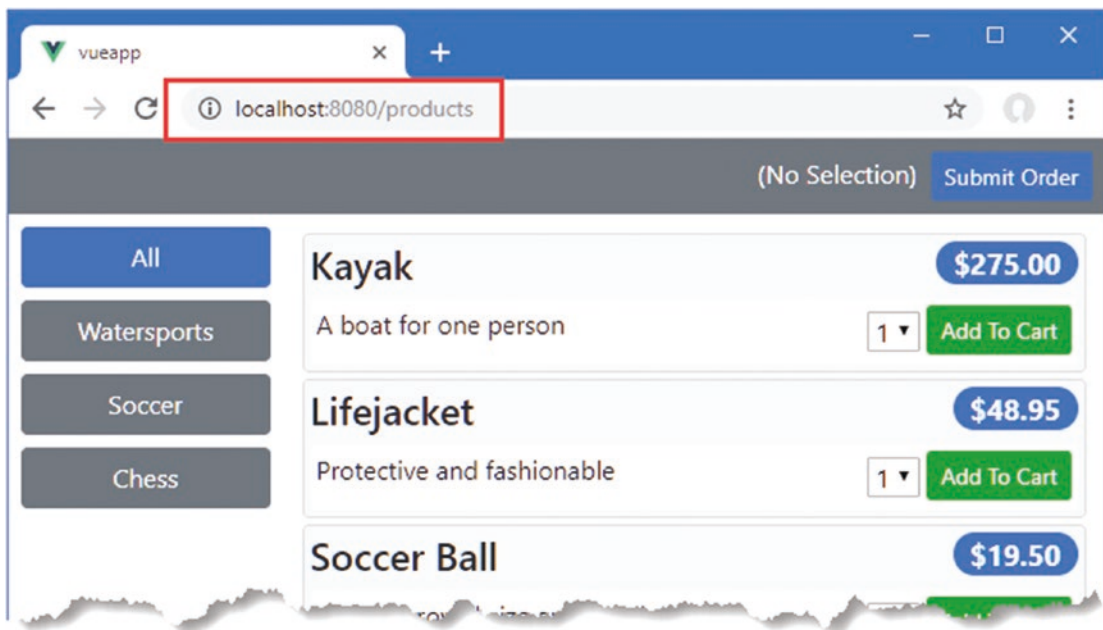 vueapp
localhost:8080/products
(No Selection) Submit Order
All
Watersports
Soccer
Chess
Kayak $275.00
A boat for one person 1 Add To Cart
Lifejacket $48.95
Protective and fashionable 1 Add To Cart
Soccer Ball $19.50